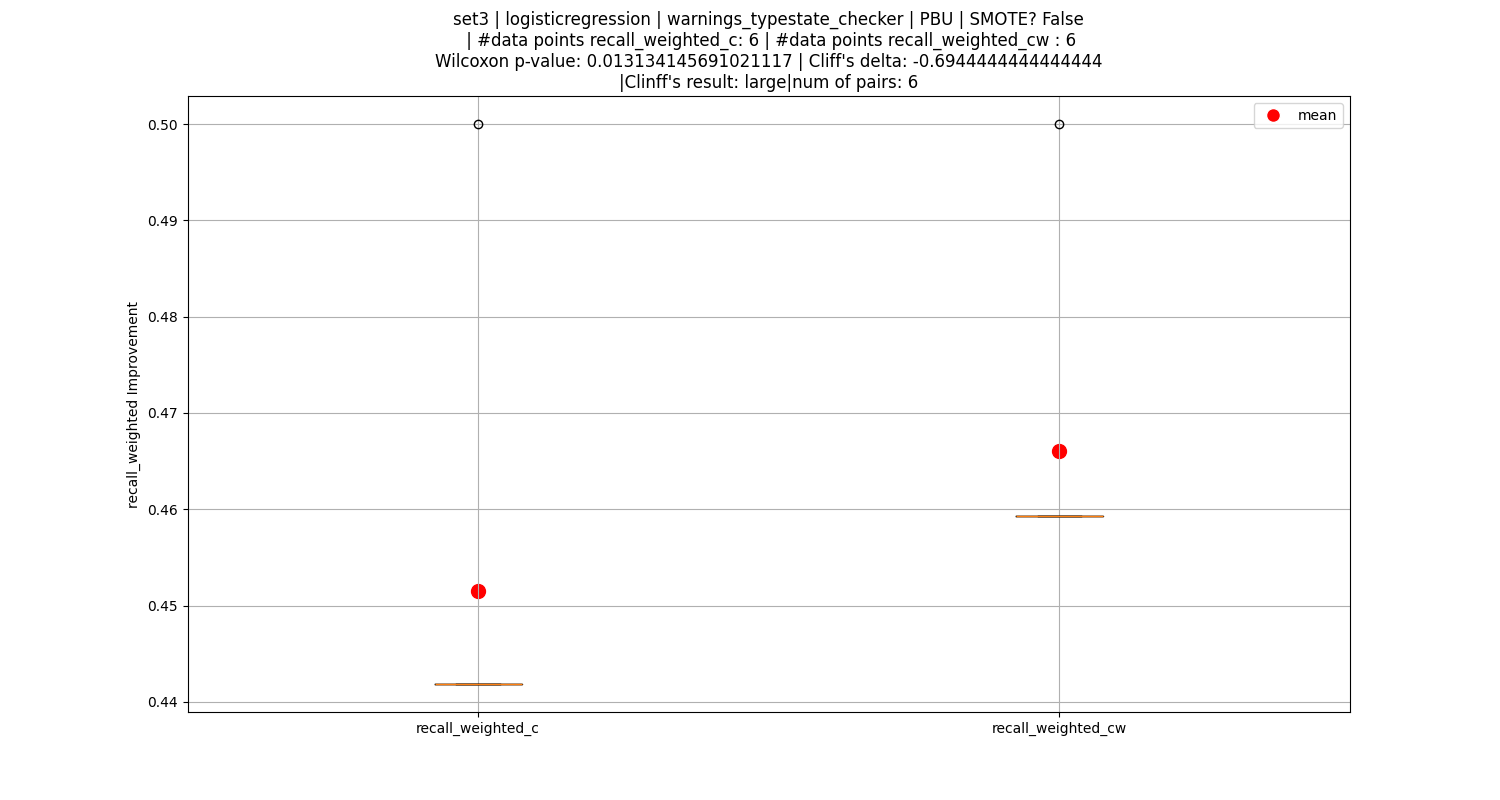 set3 | logisticregression | warnings_typestate_checker | PBU | SMOTE? False
| #data points recall_weighted_c: 6 | #data points recall_weighted_cw : 6
Wilcoxon p-value: 0.013134145691021117 | Cliff's delta: -0.6944444444444444
|Clinff's result: large|num of pairs: 6
mean
0.50
0.49
0.48
0.47
0.46
0.45
0.44
recall_weighted Improvement
recall_weighted_c
recall_weighted_cw